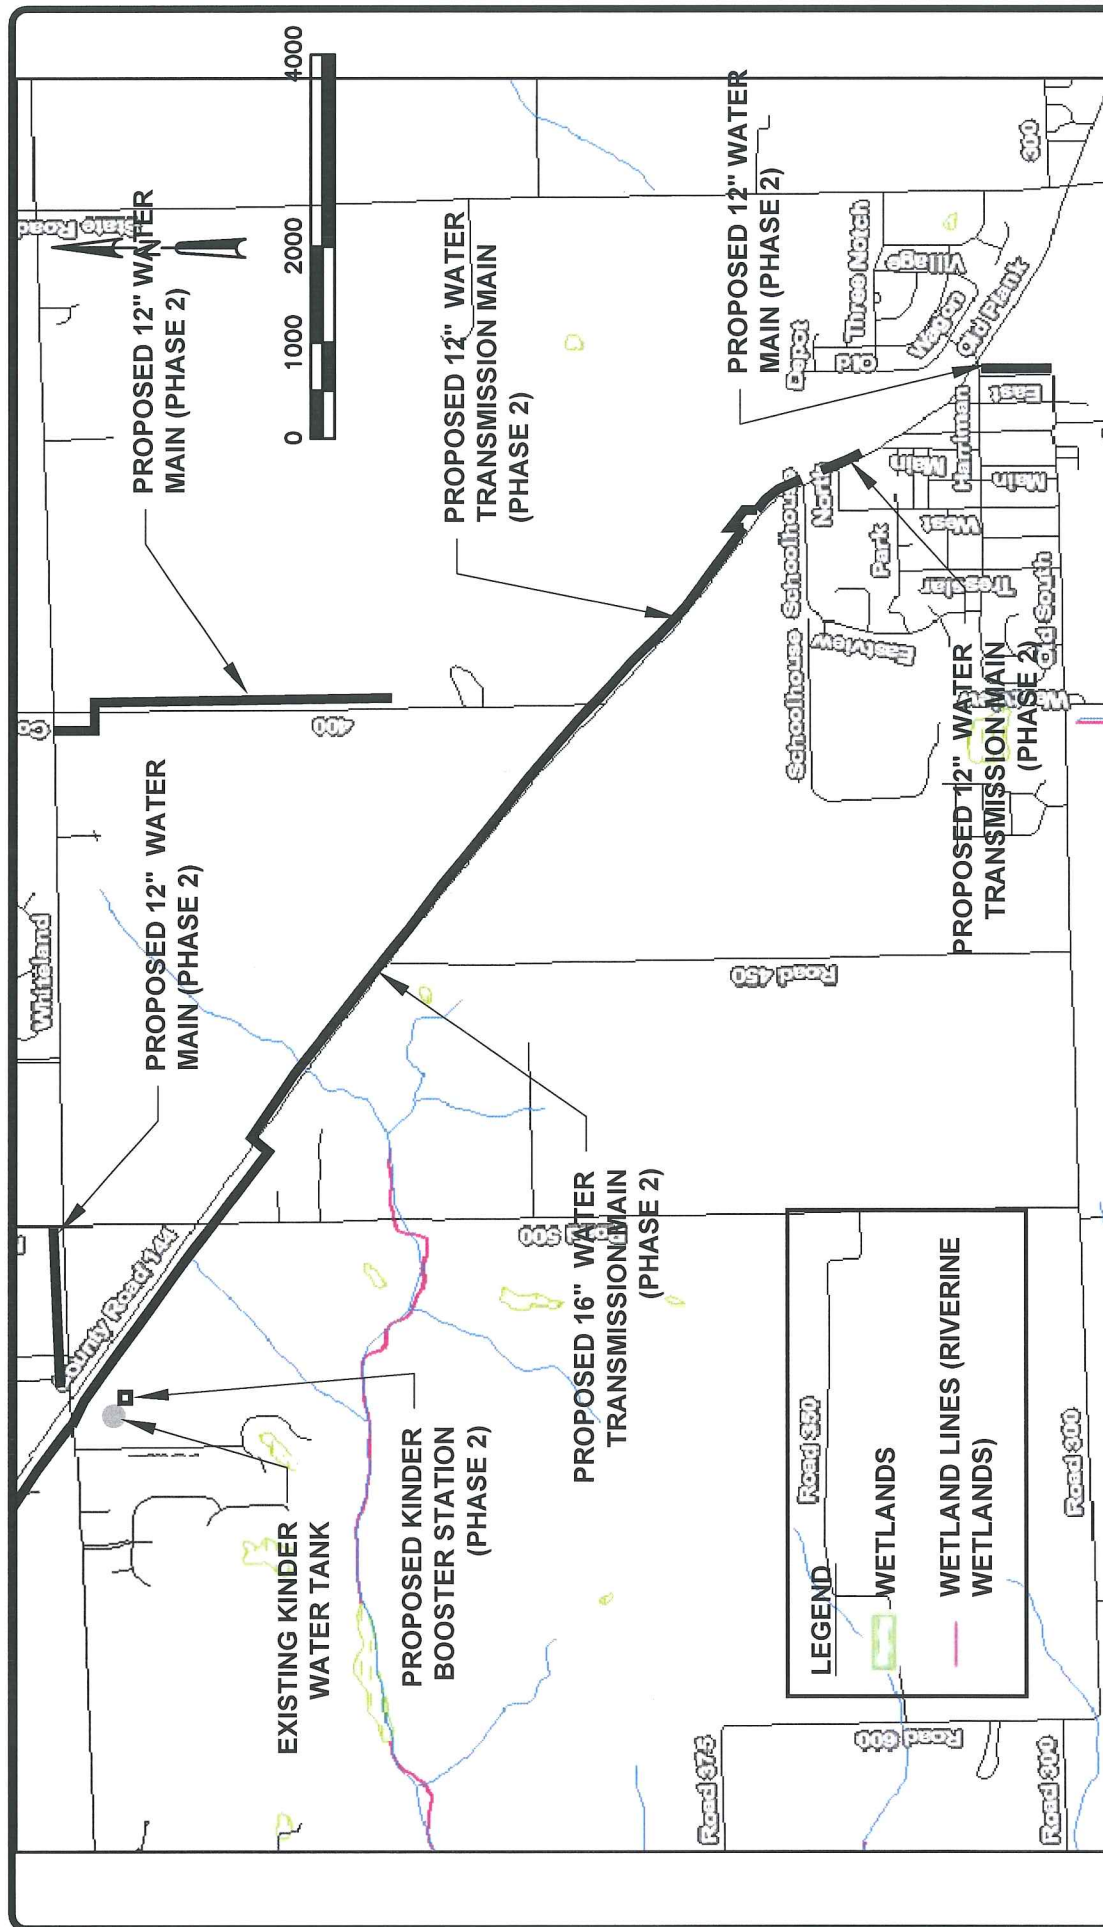 PROPOSED 12" WATER
MAIN (PHASE 2)
0
1000
2000
4000
State Road
PROPOSED 12" WATER
MAIN (PHASE 2)
PROPOSED 12" WATER
TRANSMISSION MAIN
(PHASE 2)
PROPOSED 12" WATER
MAIN (PHASE 2)
Whiteland
Co
400
County Road 144
EXISTING KINDER
WATER TANK
PROPOSED KINDER
BOOSTER STATION
(PHASE 2)
PROPOSED 16" WATER
TRANSMISSION MAIN
(PHASE 2)
Road 450
Schoolhouse
Schoolhouse
North
Park
Eastview
Tresslar
West
Main
Main
Harriman
East
Old South
Depot
Old
Three Notch
Wagon
Village
Old Plank
300
PROPOSED 12" WATER
TRANSMISSION MAIN
(PHASE 2)
LEGEND
WETLANDS
WETLAND LINES (RIVERINE
WETLANDS)
Road 350
Road 300
Road 375
Road 600
Road 300